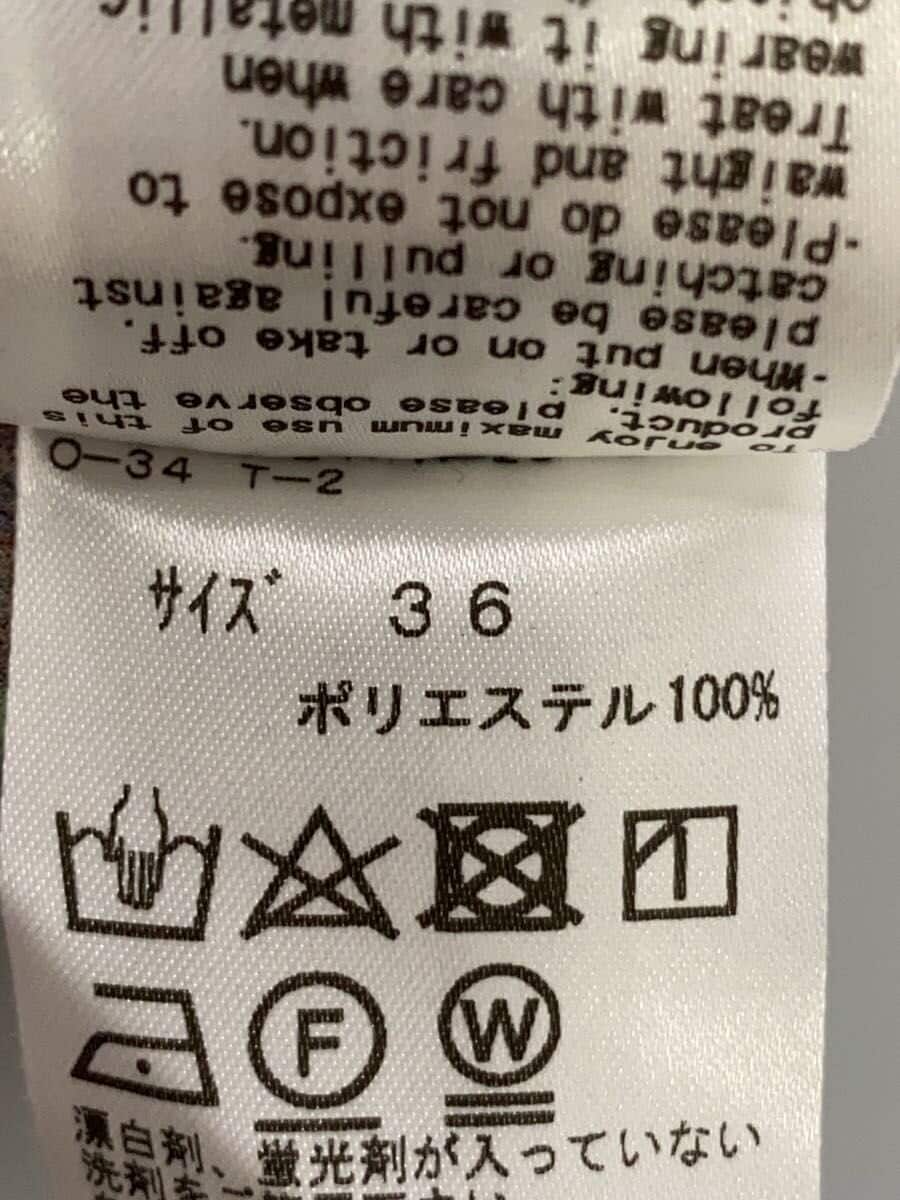 To enjoy maximum use of this
product. please observe the
following:
-When put on or take off.
please be careful against
catching or pulling.
-Please do not expose to
waight and friction.
Treat with care when
wearing it with metallic
O-34 T-2
サイズ 36
ポリエステル100%
F W
漂白剤、蛍光剤が入っていない
洗剤を